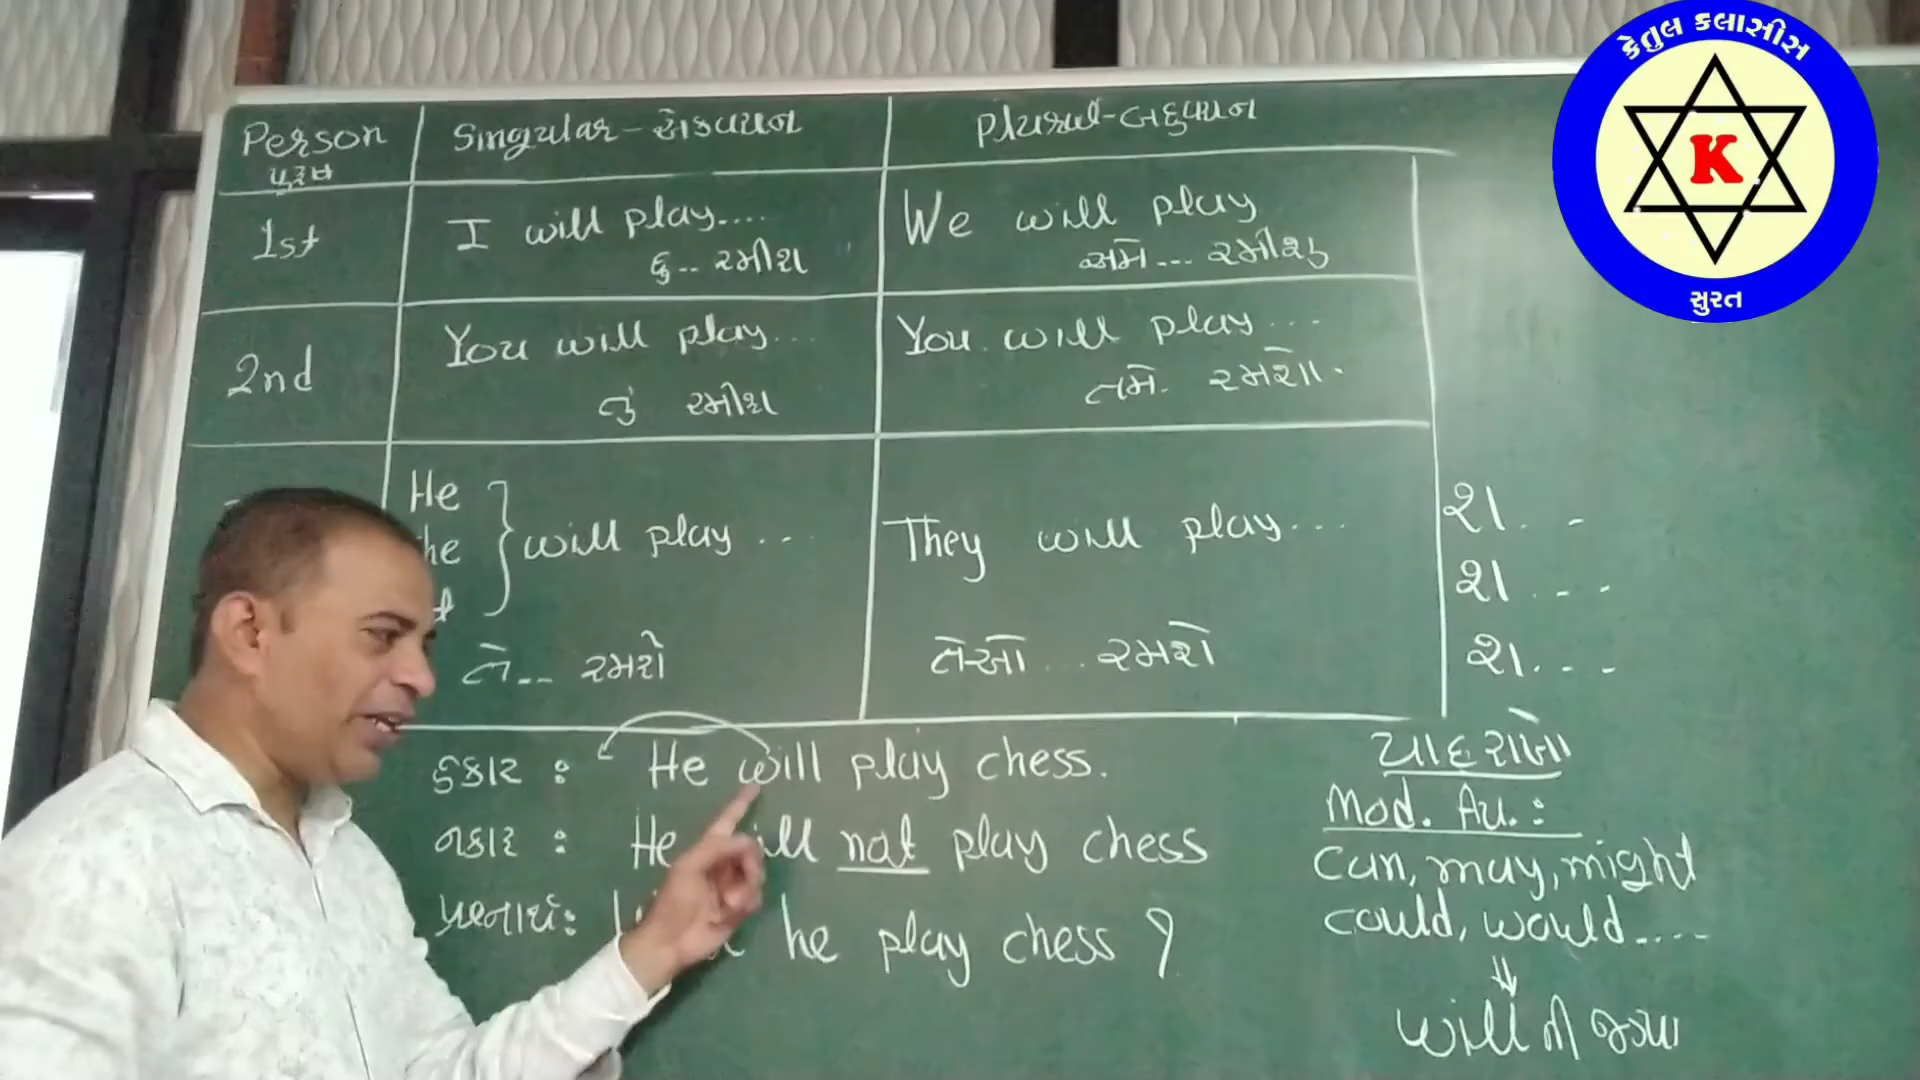 કેતુલ કલાસીસ
K
સુરત
Person Singular - એકવચન Plural - બહુવચન
પુરૂષ
1st I will play.... We will play
હું .. રમીશ અમે ... રમીશું
2nd You will play... You will play ...
તું રમીશ તમે. રમશો.
He
will play ... They will play...
તે... રમશે તેઓ ... રમશે
શા. - -
શા. - - -
શા. - - -
હકાર : He will play chess.
નકાર : He not play chess
પ્રશ્નાર્થ: he play chess ?
યાદ રાખો
Mod. Au. :
can, may, might
could, would....
will ની જગ્યા